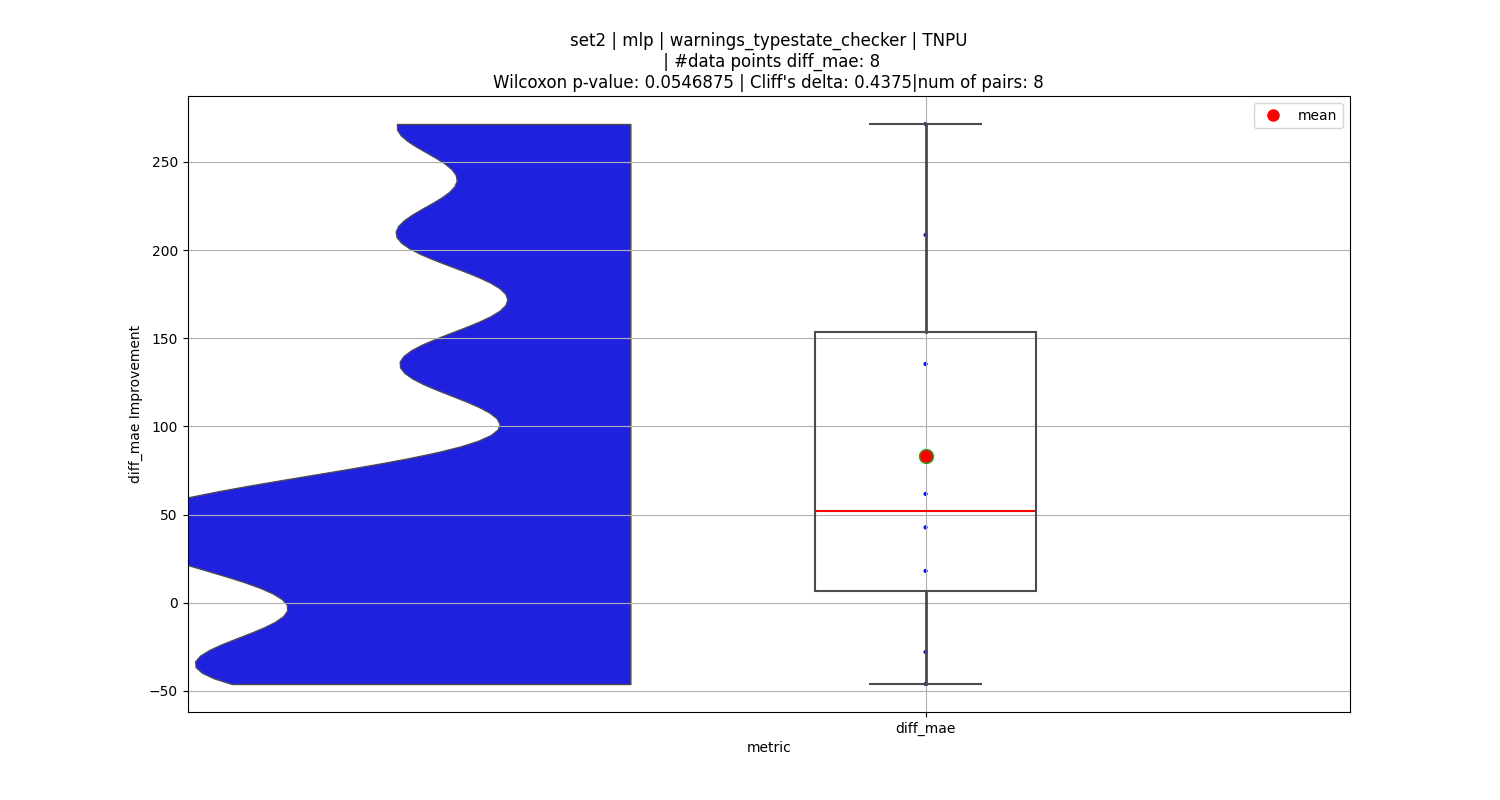 set2 | mlp | warnings_typestate_checker | TNPU
| #data points diff_mae: 8
Wilcoxon p-value: 0.0546875 | Cliff's delta: 0.4375|num of pairs: 8
mean
250
200
150
100
50
0
−50
diff_mae Improvement
diff_mae
metric